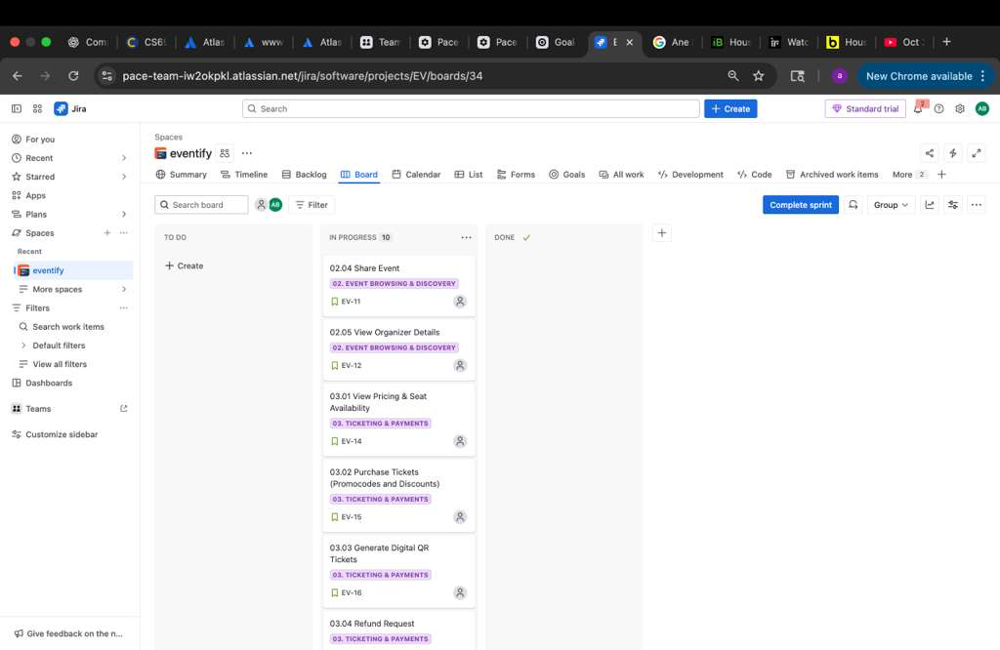 Com
CS6
Atlas
www
Atlas
Team
Pace
Pace
Goal
E
Ane
Hous
Watc
Hous
Oct
pace-team-iw2okpkl.atlassian.net/jira/software/projects/EV/boards/34
a
New Chrome available
Jira
Search
Create
Standard trial
2
AB
For you
Recent
Starred
Apps
Plans
Spaces
Recent
eventify
More spaces
Filters
Search work items
Default filters
View all filters
Dashboards
Teams
Customize sidebar
Give feedback on the n...
Spaces
eventify
Summary
Timeline
Backlog
Board
Calendar
List
Forms
Goals
All work
Development
Code
Archived work items
More 2
Search board
AB
Filter
Complete sprint
Group
TO DO
Create
IN PROGRESS 10
02.04 Share Event
02. EVENT BROWSING & DISCOVERY
EV-11
02.05 View Organizer Details
02. EVENT BROWSING & DISCOVERY
EV-12
03.01 View Pricing & Seat
Availability
03. TICKETING & PAYMENTS
EV-14
03.02 Purchase Tickets
(Promocodes and Discounts)
03. TICKETING & PAYMENTS
EV-15
03.03 Generate Digital QR
Tickets
03. TICKETING & PAYMENTS
EV-16
03.04 Refund Request
03. TICKETING & PAYMENTS
DONE